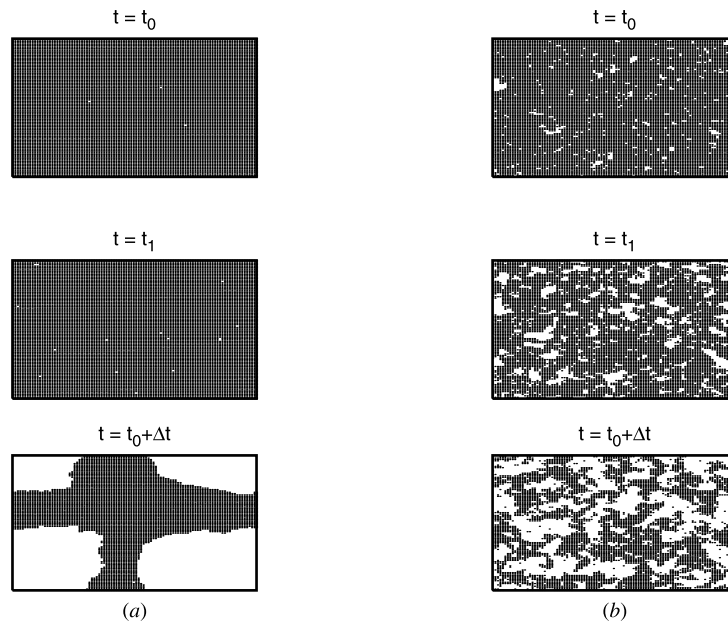 t = t₀
t = t₀
t = t₁
t = t₁
t = t₀+Δt
t = t₀+Δt
(a)
(b)